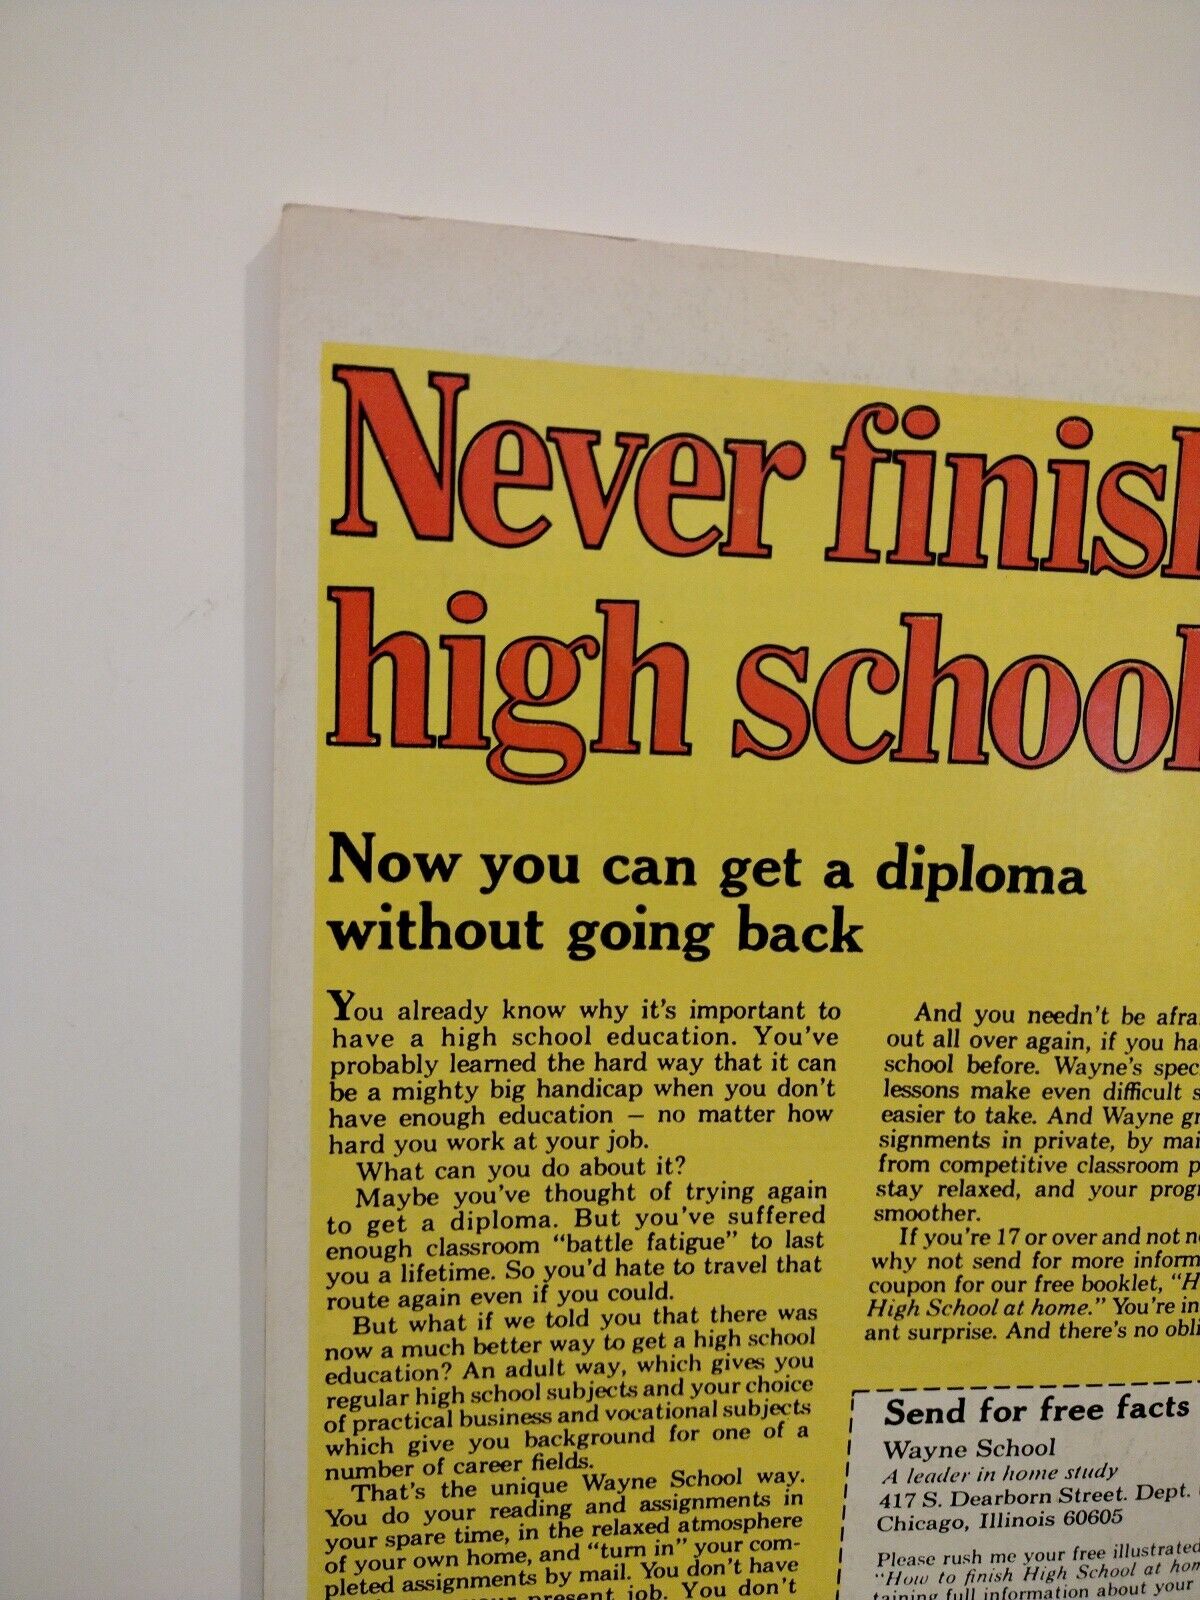 Never finis
high school
Now you can get a diploma
without going back
You already know why it's important to
have a high school education. You've
probably learned the hard way that it can
be a mighty big handicap when you don't
have enough education — no matter how
hard you work at your job.
What can you do about it?
Maybe you've thought of trying again
to get a diploma. But you've suffered
enough classroom "battle fatigue" to last
you a lifetime. So you'd hate to travel that
route again even if you could.
But what if we told you that there was
now a much better way to get a high school
education? An adult way, which gives you
regular high school subjects and your choice
of practical business and vocational subjects
which give you background for one of a
number of career fields.
That's the unique Wayne School way.
You do your reading and assignments in
your spare time, in the relaxed atmosphere
of your own home, and "turn in" your com-
pleted assignments by mail. You don't have
your present job. You don't
And you needn't be afra
out all over again, if you ha
school before. Wayne's spec
lessons make even difficult s
easier to take. And Wayne gr
signments in private, by mai
from competitive classroom p
stay relaxed, and your progr
smoother.
If you're 17 or over and not n
why not send for more inform
coupon for our free booklet, "H
High School at home." You're in
ant surprise. And there's no obli
Send for free facts
Wayne School
A leader in home study
417 S. Dearborn Street. Dept.
Chicago, Illinois 60605
Please rush me your free illustrated
"How to finish High School at hom
taining full information about your